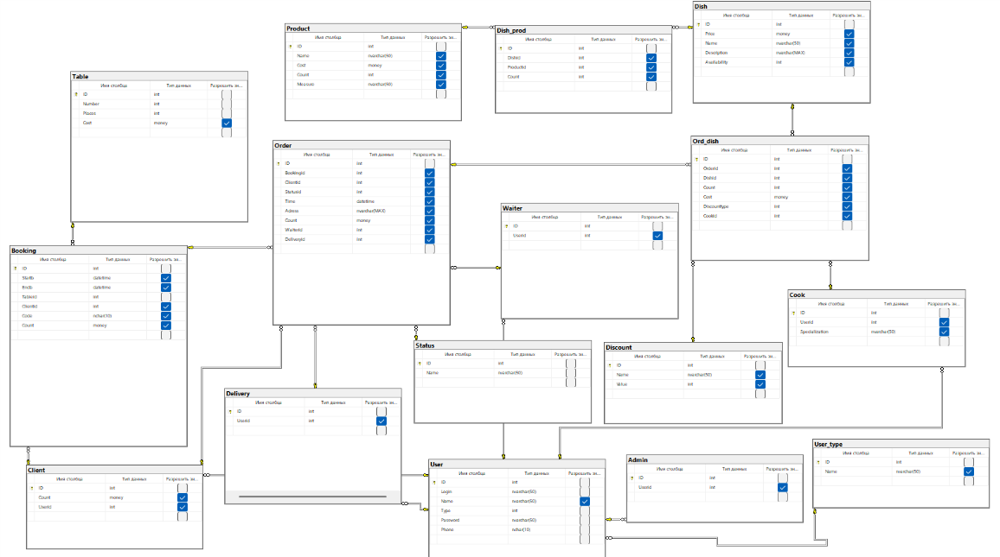 Product
Имя столбца Тип данных Разрешить зн...
ID int
Name nvarchar(50)
Cost money
Count int
Measure nvarchar(50)
Dish_prod
Имя столбца Тип данных Разрешить зн...
ID int
DishId int
ProductId int
Count int
Dish
Имя столбца Тип данных Разрешить зн...
ID int
Price money
Name nvarchar(50)
Description nvarchar(MAX)
Availability int
Table
Имя столбца Тип данных Разрешить зн...
ID int
Number int
Places int
Cost money
Order
Имя столбца Тип данных Разрешить зн...
ID int
BookingId int
ClientId int
StatusId int
Time datetime
Adress nvarchar(MAX)
Count money
WaiterId int
DeliveryId int
Ord_dish
Имя столбца Тип данных Разрешить зн...
ID int
OrderId int
DishId int
Count int
Cost money
Discounttype int
CookId int
Waiter
Имя столбца Тип данных Разрешить зн...
ID int
UserId int
Booking
Имя столбца Тип данных Разрешить зн...
ID int
Startb datetime
Endb datetime
TableId int
ClientId int
Code nchar(10)
Count money
Cook
Имя столбца Тип данных Разрешить зн...
ID int
UserId int
Specialization nvarchar(50)
Status
Имя столбца Тип данных Разрешить зн...
ID int
Name nvarchar(50)
Discount
Имя столбца Тип данных Разрешить зн...
ID int
Name nvarchar(50)
Value int
Delivery
Имя столбца Тип данных Разрешить зн...
ID int
UserId int
Client
Имя столбца Тип данных Разрешить зн...
ID int
Count money
UserId int
User
Имя столбца Тип данных Разрешить зн...
ID int
Login nvarchar(50)
Name nvarchar(50)
Type int
Password nvarchar(50)
Phone nchar(10)
Admin
Имя столбца Тип данных Разрешить зн...
ID int
UserId int
User_type
Имя столбца Тип данных Разрешить зн...
ID int
Name nvarchar(50)